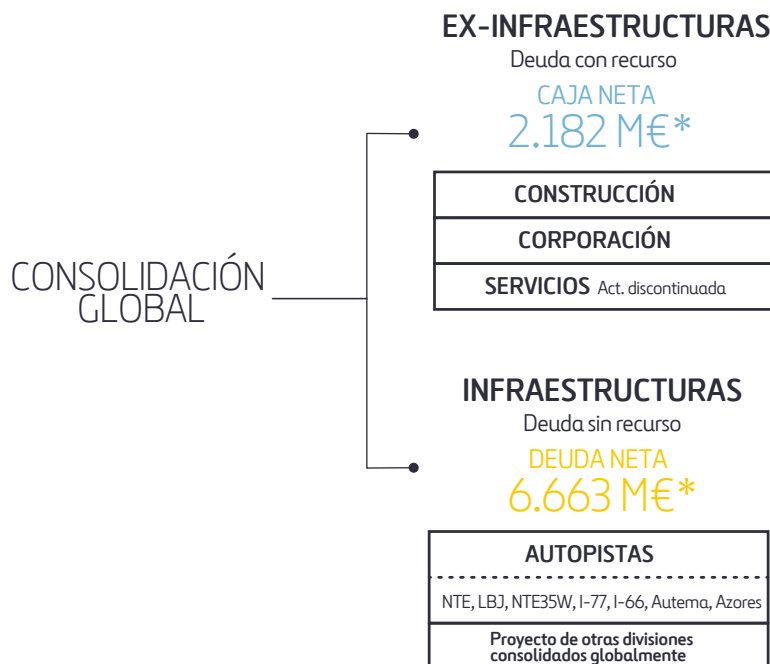 EX-INFRAESTRUCTURAS
Deuda con recurso
CAJA NETA
2.182 M€*
CONSTRUCCIÓN
CORPORACIÓN
SERVICIOS Act. discontinuada
CONSOLIDACIÓN
GLOBAL
INFRAESTRUCTURAS
Deuda sin recurso
DEUDA NETA
6.663 M€*
AUTOPISTAS
NTE, LBJ, NTE35W, I-77, I-66, Autema, Azores
Proyecto de otras divisiones
consolidados globalmente